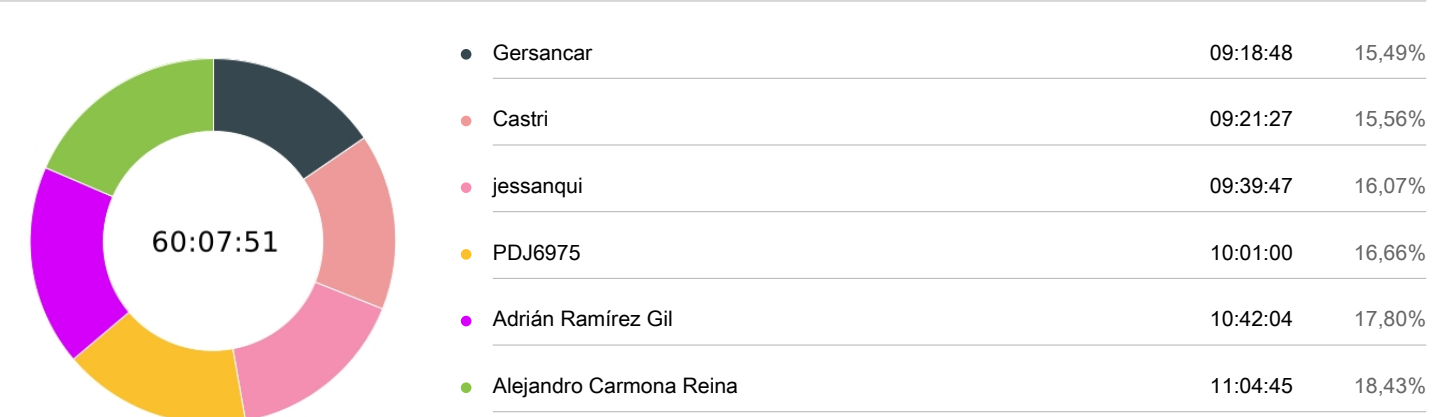 Gersancar 09:18:48 15,49%
Castri 09:21:27 15,56%
jessanqui 09:39:47 16,07%
60:07:51
PDJ6975 10:01:00 16,66%
Adrián Ramírez Gil 10:42:04 17,80%
Alejandro Carmona Reina 11:04:45 18,43%